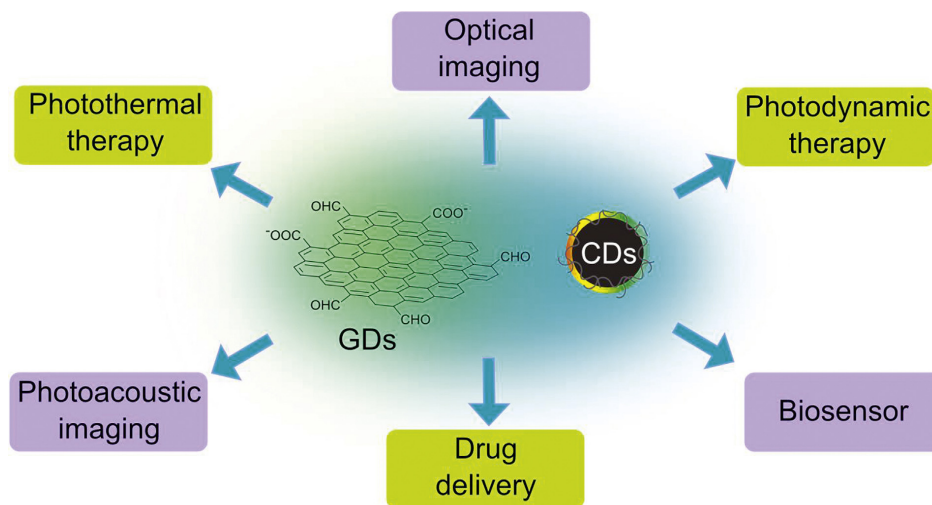 Optical
imaging
Photothermal
therapy
Photodynamic
therapy
OHC
COO⁻
⁻OOC
CHO
OHC
CHO
GDs
CDs
Photoacoustic
imaging
Biosensor
Drug
delivery